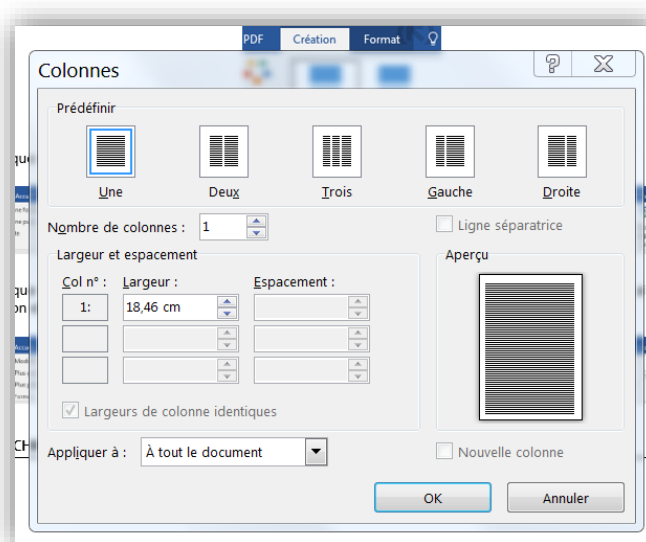 PDF Création Format
Colonnes
Prédéfinir
Une Deux Trois Gauche Droite
Nombre de colonnes : 1 Ligne séparatrice
Largeur et espacement Aperçu
Col n° : Largeur : Espacement :
1: 18,46 cm
Largeurs de colonne identiques
Appliquer à : À tout le document Nouvelle colonne
OK Annuler